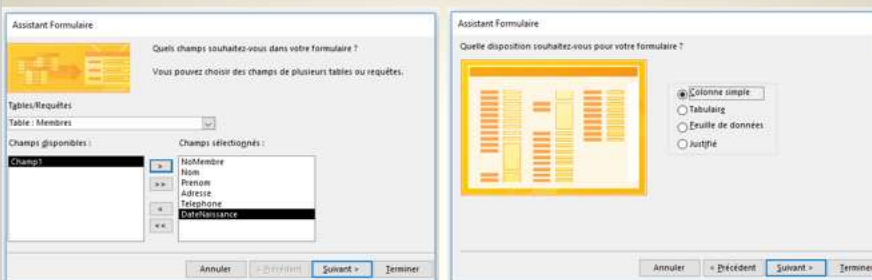 Assistant Formulaire
Quels champs souhaitez-vous dans votre formulaire ?
Vous pouvez choisir des champs de plusieurs tables ou requêtes.
Tables/Requêtes
Table : Membres
Champs disponibles :
Champs sélectionnés :
Champ1
>
>>
<
<<
NoMembre
Nom
Prenom
Adresse
Telephone
DateNaissance
Annuler
< Précédent
Suivant >
Terminer
Assistant Formulaire
Quelle disposition souhaitez-vous pour votre formulaire ?
Colonne simple
Tabulaire
Feuille de données
Justifié
Annuler
< Précédent
Suivant >
Terminer